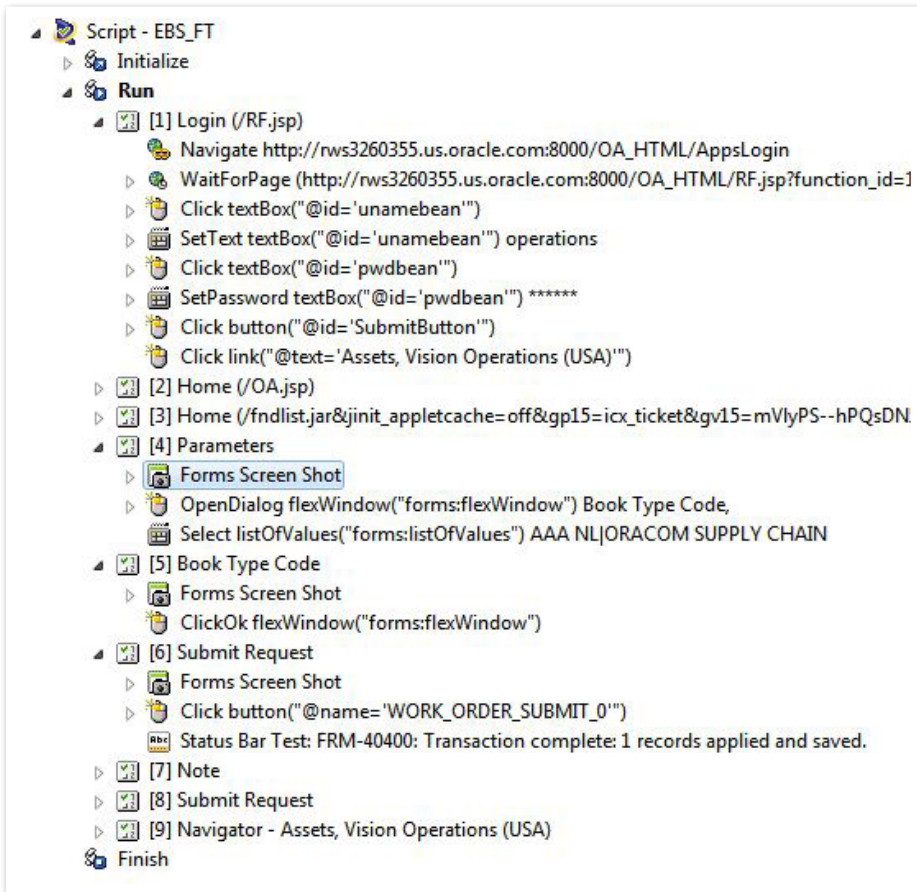 Script - EBS_FT
Initialize
Run
[1] Login (/RF.jsp)
Navigate http://rws3260355.us.oracle.com:8000/OA_HTML/AppsLogin
WaitForPage (http://rws3260355.us.oracle.com:8000/OA_HTML/RF.jsp?function_id=1
Click textBox("@id='unamebean'")
SetText textBox("@id='unamebean'") operations
Click textBox("@id='pwdbean'")
SetPassword textBox("@id='pwdbean'") ******
Click button("@id='SubmitButton'")
Click link("@text='Assets, Vision Operations (USA)'")
[2] Home (/OA.jsp)
[3] Home (/fndlist.jar&jinit_appletcache=off&gp15=icx_ticket&gv15=mVlyPS--hPQsDN.
[4] Parameters
Forms Screen Shot
OpenDialog flexWindow("forms:flexWindow") Book Type Code,
Select listOfValues("forms:listOfValues") AAA NL|ORACOM SUPPLY CHAIN
[5] Book Type Code
Forms Screen Shot
ClickOk flexWindow("forms:flexWindow")
[6] Submit Request
Forms Screen Shot
Click button("@name='WORK_ORDER_SUBMIT_0'")
Abc Status Bar Test: FRM-40400: Transaction complete: 1 records applied and saved.
[7] Note
[8] Submit Request
[9] Navigator - Assets, Vision Operations (USA)
Finish